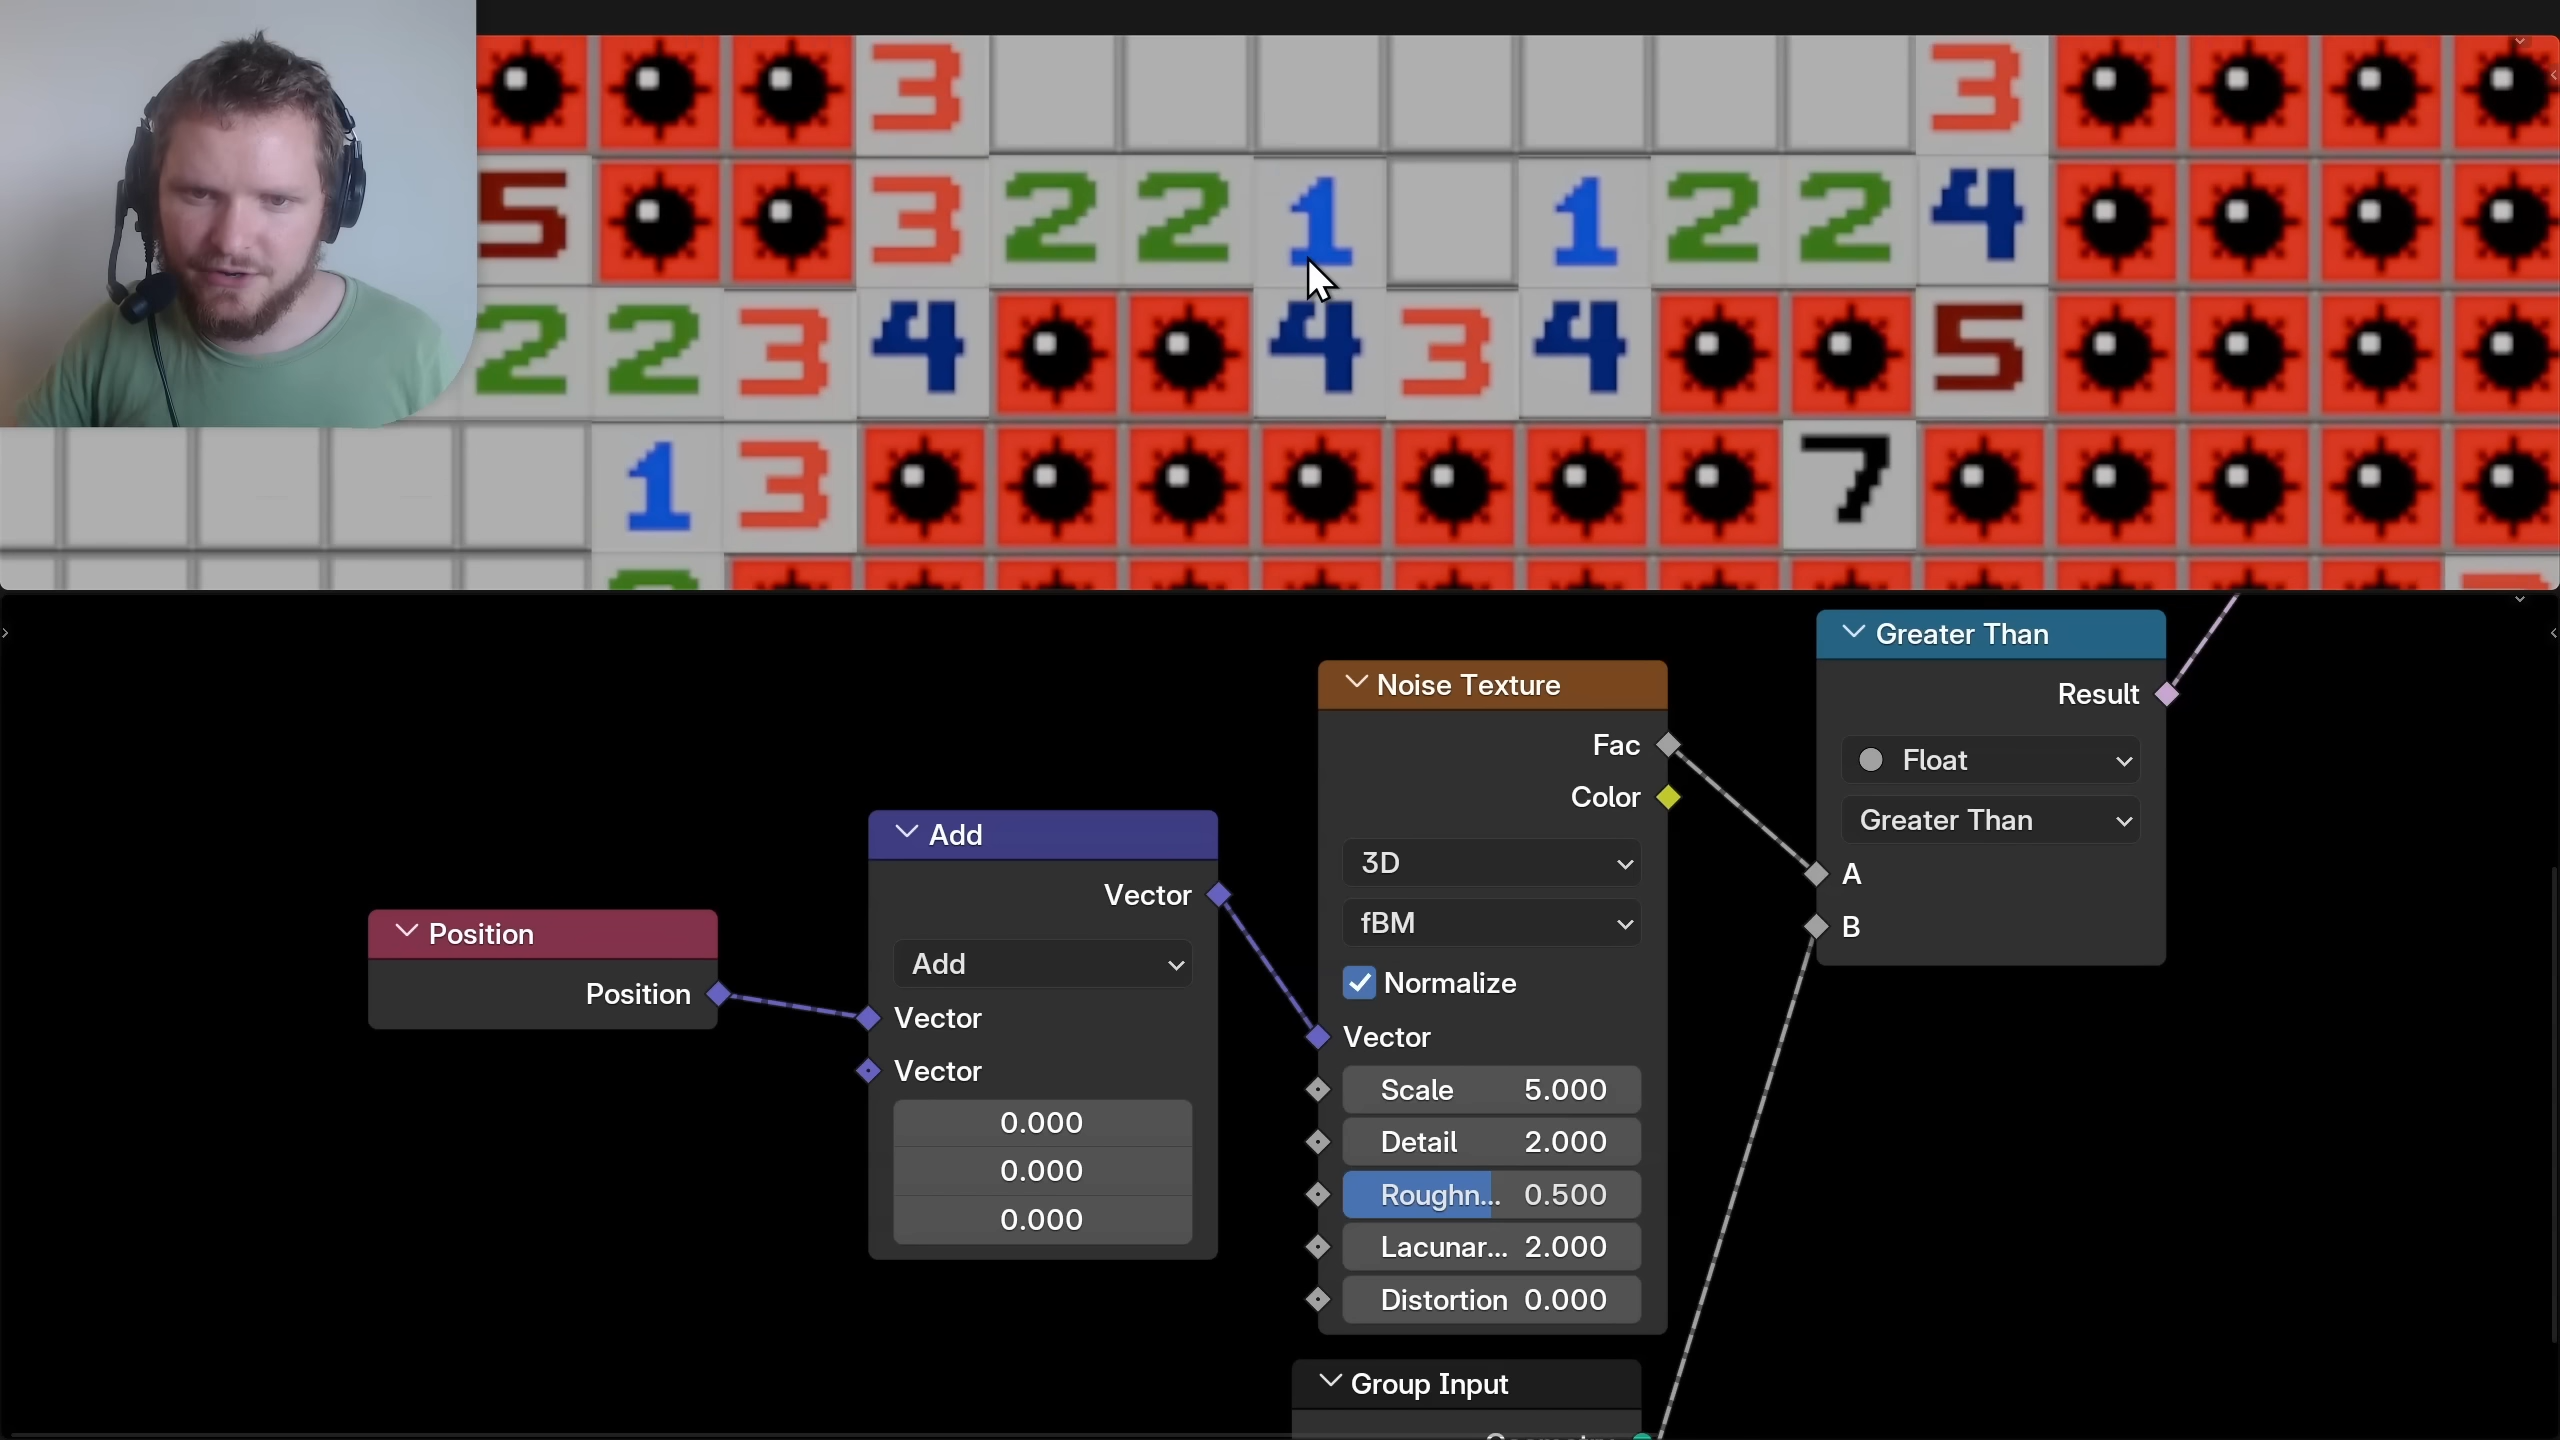 3 3
5 3 2 2 1 1 2 2 4
2 2 3 4 4 3 4 5
1 3 7
Greater Than
Result
Float
Greater Than
A
B
Noise Texture
Fac
Color
3D
fBM
Normalize
Vector
Scale 5.000
Detail 2.000
Roughn... 0.500
Lacunar... 2.000
Distortion 0.000
Add
Vector
Add
Vector
Vector
0.000
0.000
0.000
Position
Position
Group Input